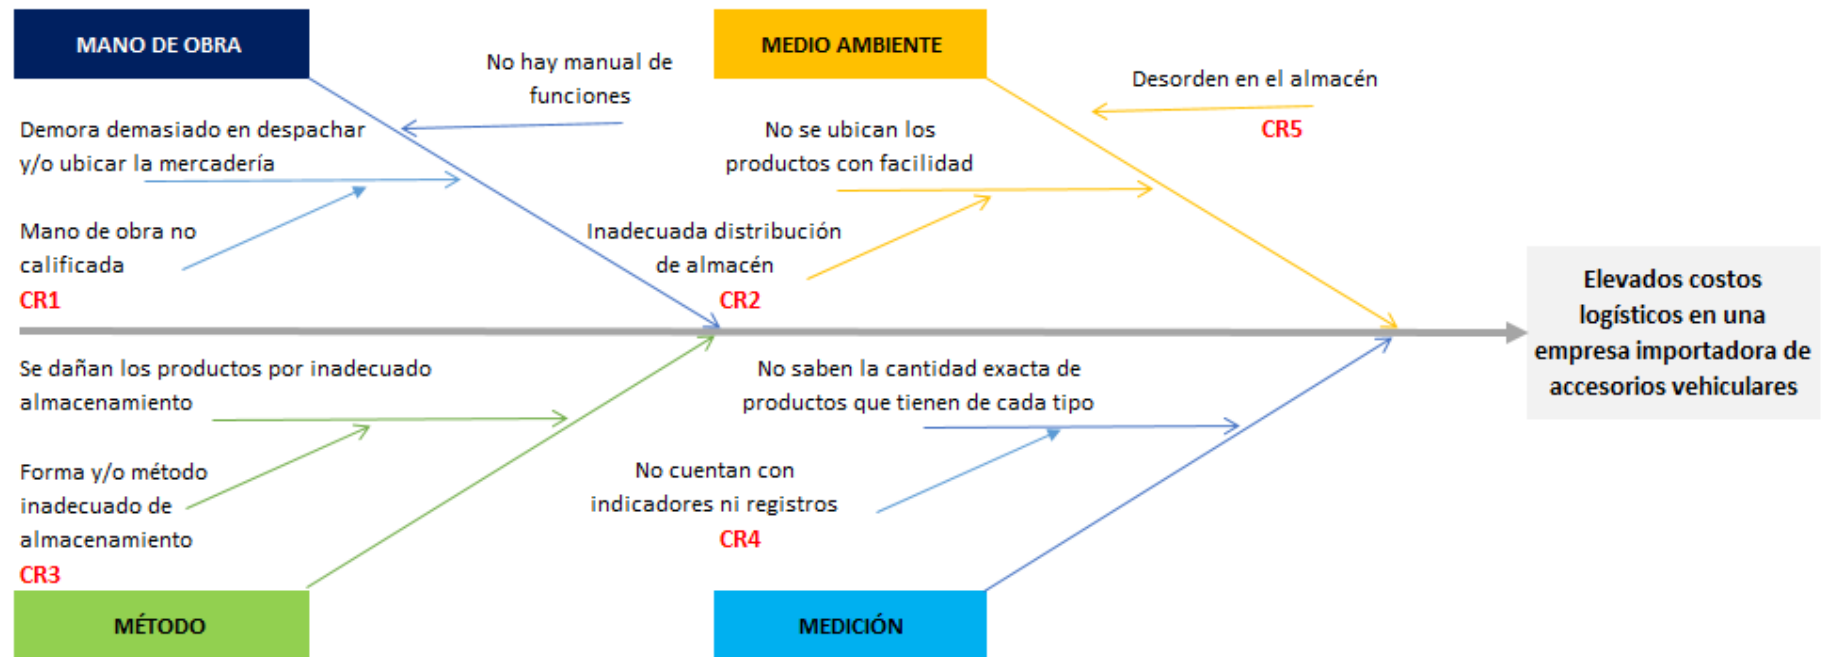 MANO DE OBRA
No hay manual de
funciones
Demora demasiado en despachar
y/o ubicar la mercadería
Mano de obra no
calificada
CR1
MEDIO AMBIENTE
Desorden en el almacén
CR5
No se ubican los
productos con facilidad
Inadecuada distribución
de almacén
CR2
Elevados costos
logísticos en una
empresa importadora de
accesorios vehiculares
Se dañan los productos por inadecuado
almacenamiento
Forma y/o método
inadecuado de
almacenamiento
CR3
MÉTODO
No saben la cantidad exacta de
productos que tienen de cada tipo
No cuentan con
indicadores ni registros
CR4
MEDICIÓN